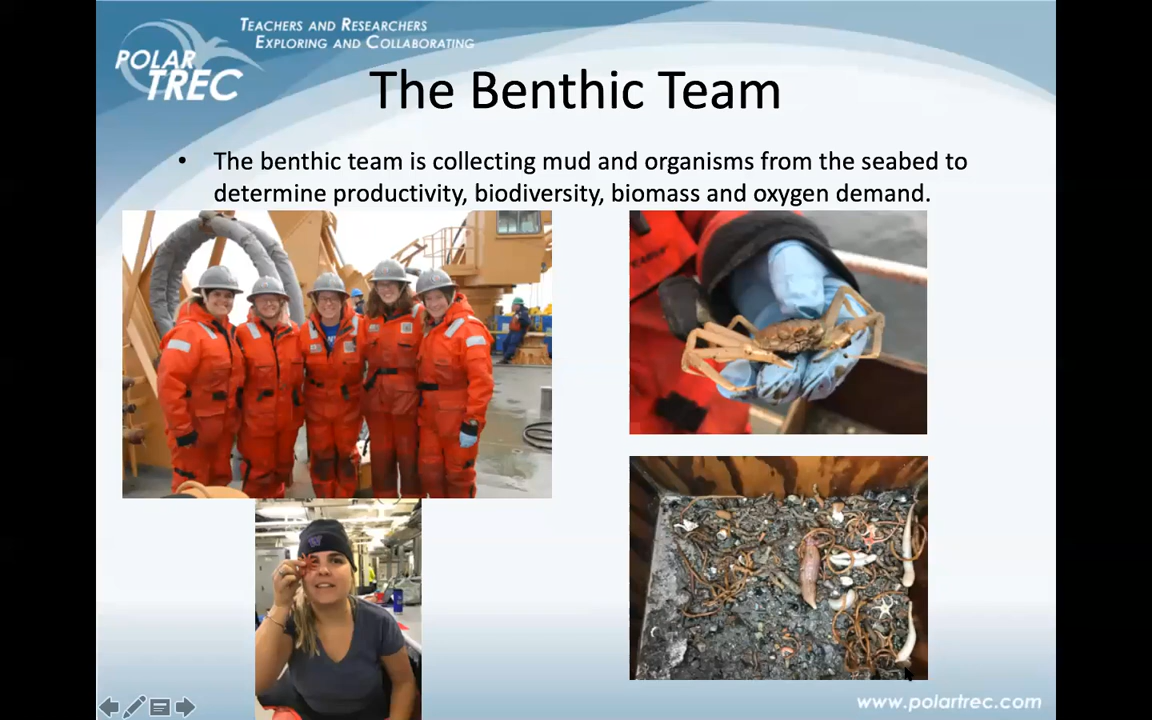 TEACHERS AND RESEARCHERS
EXPLORING AND COLLABORATING
POLAR
TREC
The Benthic Team
• The benthic team is collecting mud and organisms from the seabed to
determine productivity, biodiversity, biomass and oxygen demand.
W
www.polartrec.com